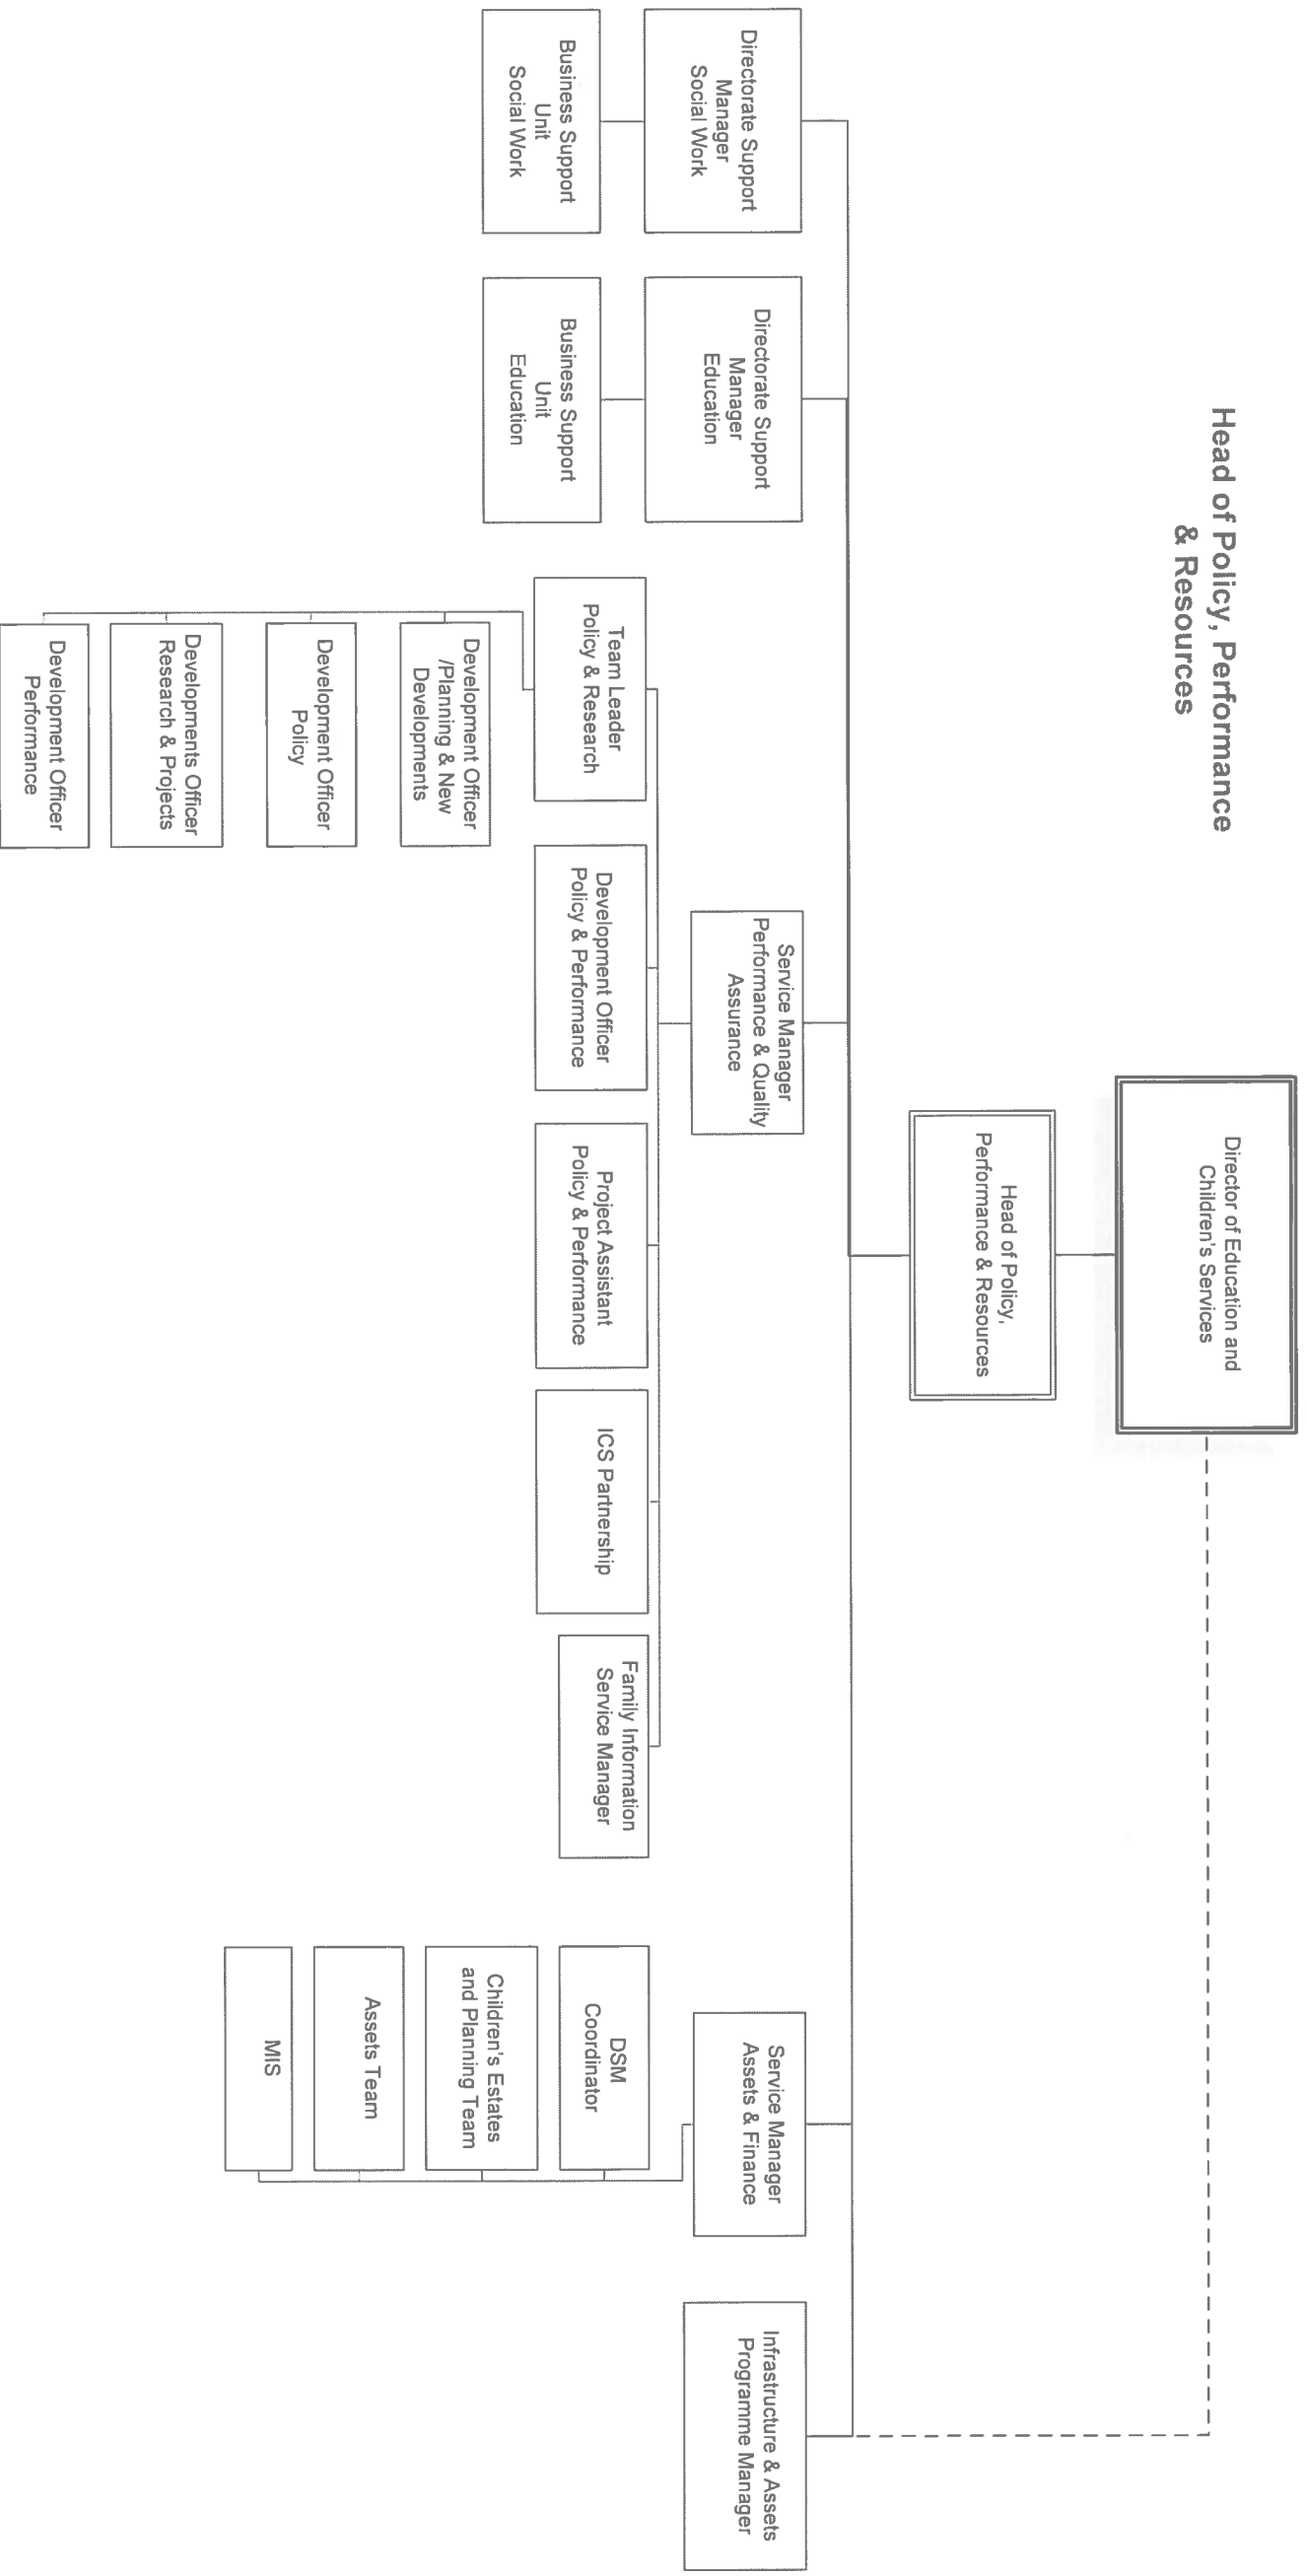 Head of Policy, Performance
& Resources
Director of Education and
Children's Services
Head of Policy,
Performance & Resources
Directorate Support
Manager
Social Work
Directorate Support
Manager
Education
Service Manager
Performance & Quality
Assurance
Service Manager
Assets & Finance
Infrastructure & Assets
Programme Manager
Business Support
Unit
Social Work
Business Support
Unit
Education
Team Leader
Policy & Research
Development Officer
Policy & Performance
Project Assistant
Policy & Performance
ICS Partnership
Family Information
Service Manager
Development Officer
/Planning & New
Developments
Development Officer
Policy
Developments Officer
Research & Projects
Development Officer
Performance
DSM
Coordinator
Children's Estates
and Planning Team
Assets Team
MIS